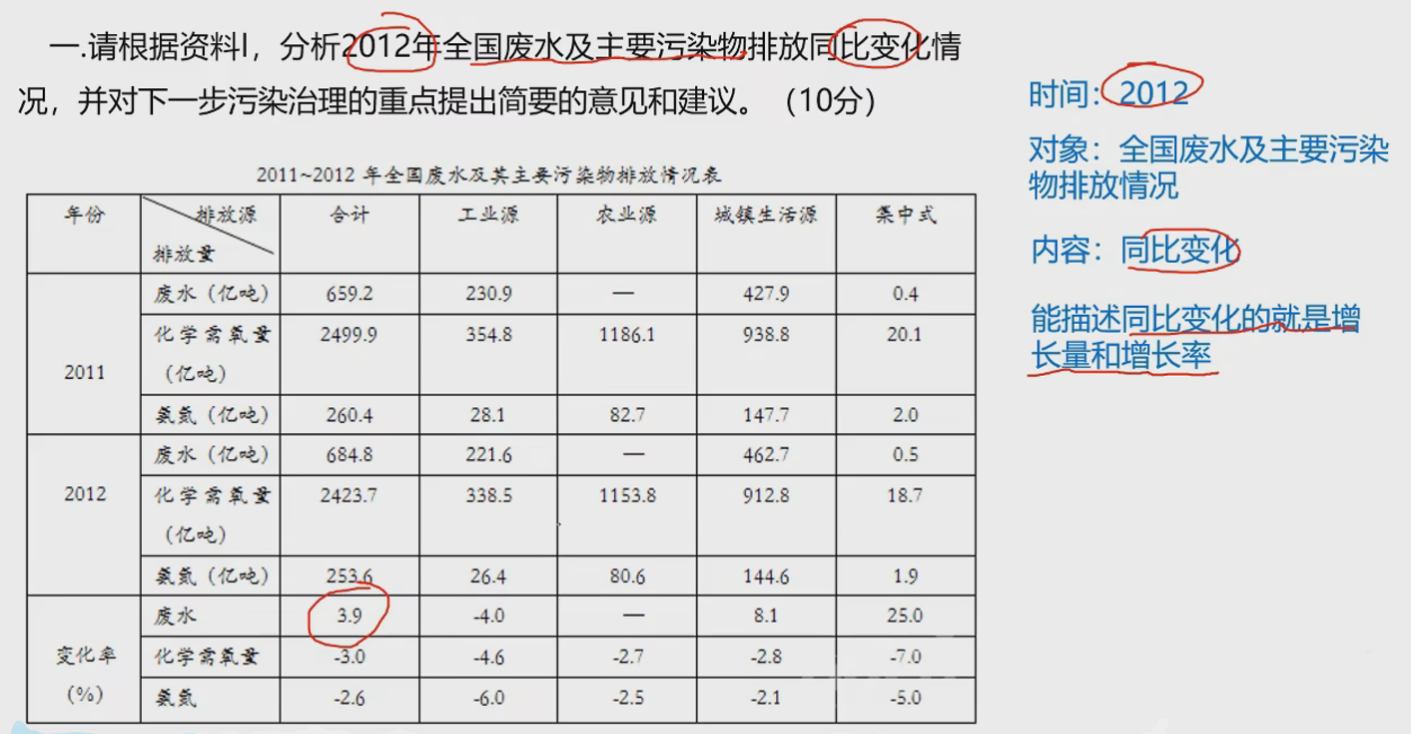 一.请根据资料I，分析2012年全国废水及主要污染物排放同比变化情
况，并对下一步污染治理的重点提出简要的意见和建议。（10分）
2011~2012 年全国废水及其主要污染物排放情况表
年份 排放源 排放量 合计 工业源 农业源 城镇生活源 集中式
2011 废水（亿吨） 659.2 230.9 — 427.9 0.4
化学需氧量 2499.9 354.8 1186.1 938.8 20.1
（亿吨）
氨氮（亿吨） 260.4 28.1 82.7 147.7 2.0
2012 废水（亿吨） 684.8 221.6 — 462.7 0.5
化学需氧量 2423.7 338.5 1153.8 912.8 18.7
（亿吨）
氨氮（亿吨） 253.6 26.4 80.6 144.6 1.9
变化率
（%）
废水 3.9 -4.0 — 8.1 25.0
化学需氧量 -3.0 -4.6 -2.7 -2.8 -7.0
氨氮 -2.6 -6.0 -2.5 -2.1 -5.0
时间：2012
对象：全国废水及主要污染
物排放情况
内容：同比变化
能描述同比变化的就是增
长量和增长率